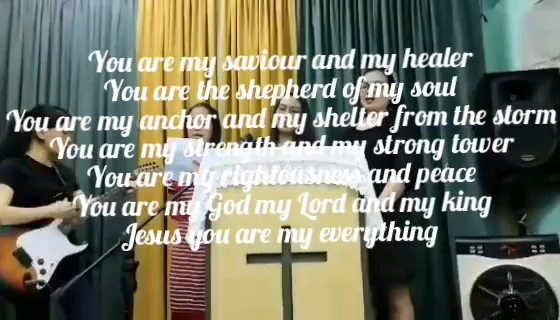 You are my saviour and my healer
You are the shepherd of my soul
You are my anchor and my shelter from the storm
You are my strength and my strong tower
You are my rightousness and peace
You are my God my Lord and my king
Jesus you are my everything